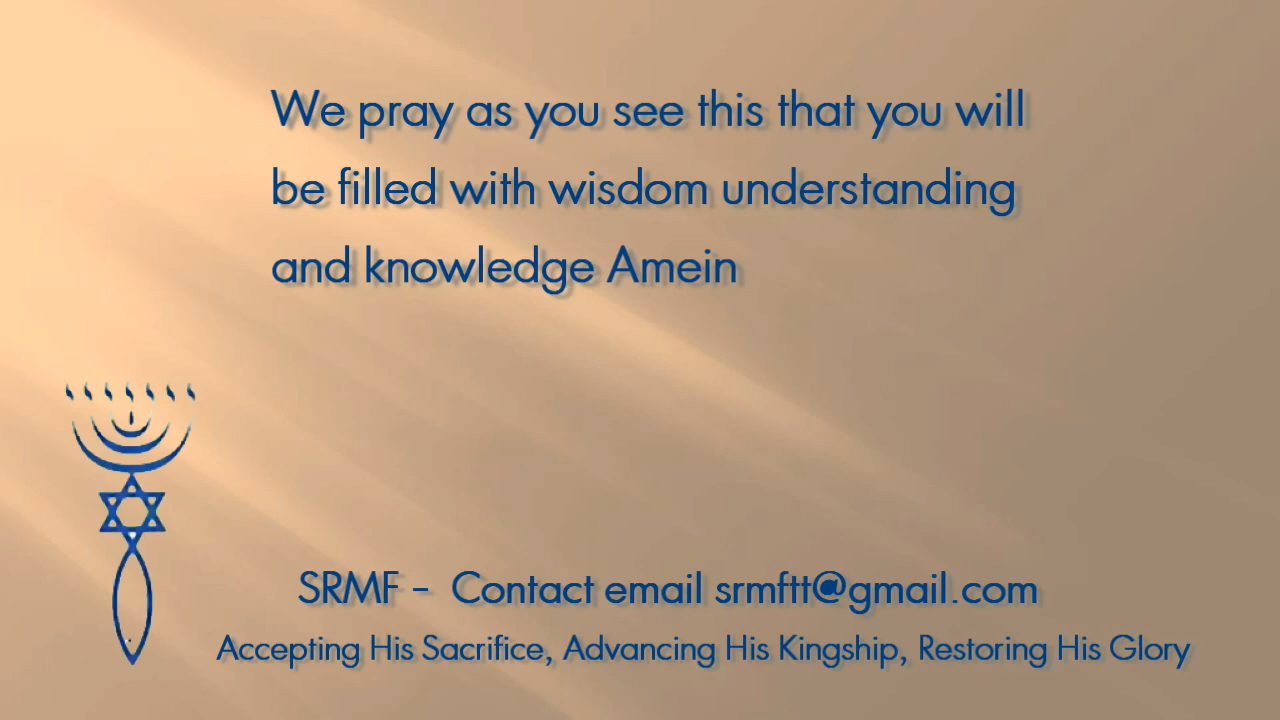 We pray as you see this that you will
be filled with wisdom understanding
and knowledge Amein
SRMF - Contact email srmftt@gmail.com
Accepting His Sacrifice, Advancing His Kingship, Restoring His Glory